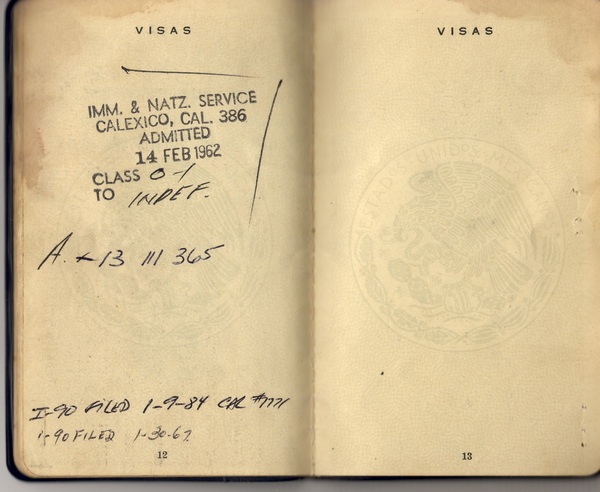 VISAS
IMM. & NATZ. SERVICE
CALEXICO, CAL. 386
ADMITTED
14 FEB 1962
CLASS O-1
TO INDEF.
A. 13 111 365
I-90 FILED 1-9-84 CAL
I-90 FILED 1-30-67
12
VISAS
13